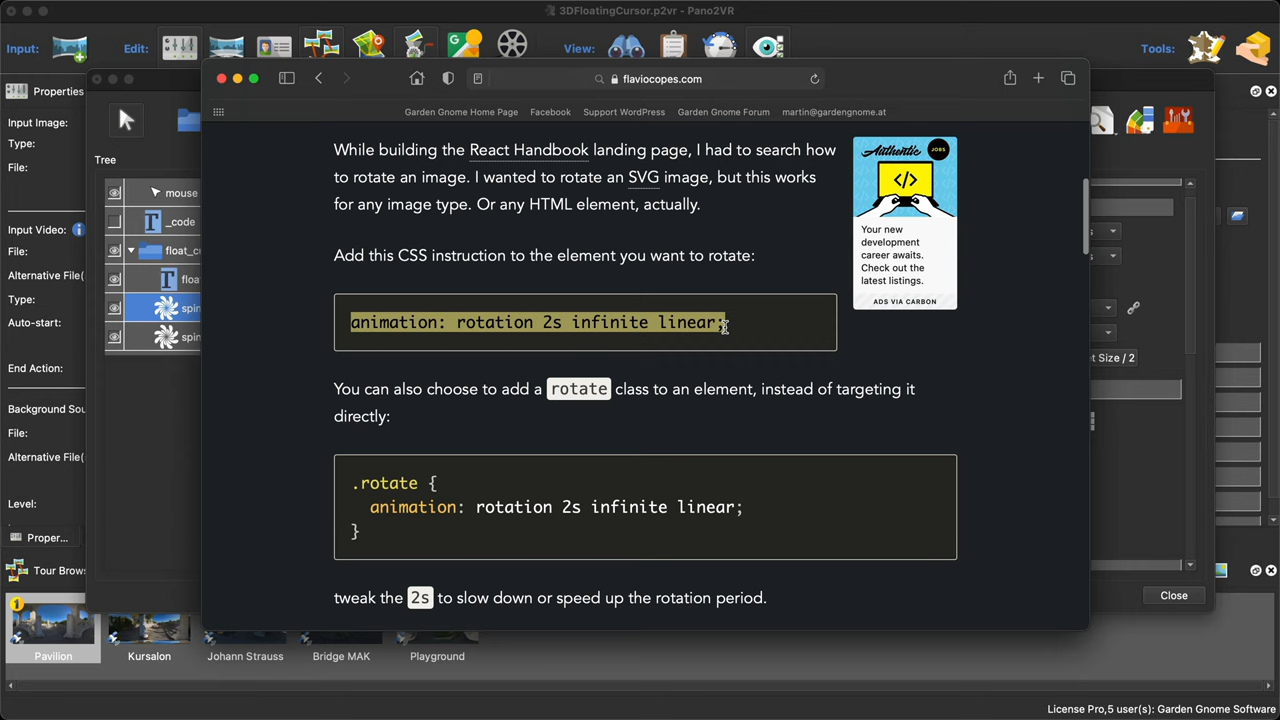 3DFloatingCursor.p2vr - Pano2VR
Input:
Edit:
View:
Tools:
Properties
Input Image:
Type:
File:
Input Video:
File:
Alternative File(
Type:
Auto-start:
End Action:
Background Sou
File:
Alternative File(
Level:
Proper...
Tour Brow
Tree
mouse
_code
float_cu
float
spin
spin
flaviocopes.com
Garden Gnome Home Page
Facebook
Support WordPress
Garden Gnome Forum
martin@gardengnome.at
While building the React Handbook landing page, I had to search how
to rotate an image. I wanted to rotate an SVG image, but this works
for any image type. Or any HTML element, actually.
Add this CSS instruction to the element you want to rotate:
animation: rotation 2s infinite linear;
You can also choose to add a rotate class to an element, instead of targeting it
directly:
.rotate {
animation: rotation 2s infinite linear;
}
tweak the 2s to slow down or speed up the rotation period.
Authentic
JOBS
</>
Your new
development
career awaits.
Check out the
latest listings.
ADS VIA CARBON
et Size / 2
Close
1
Pavilion
Kursalon
Johann Strauss
Bridge MAK
Playground
License Pro,5 user(s): Garden Gnome Software